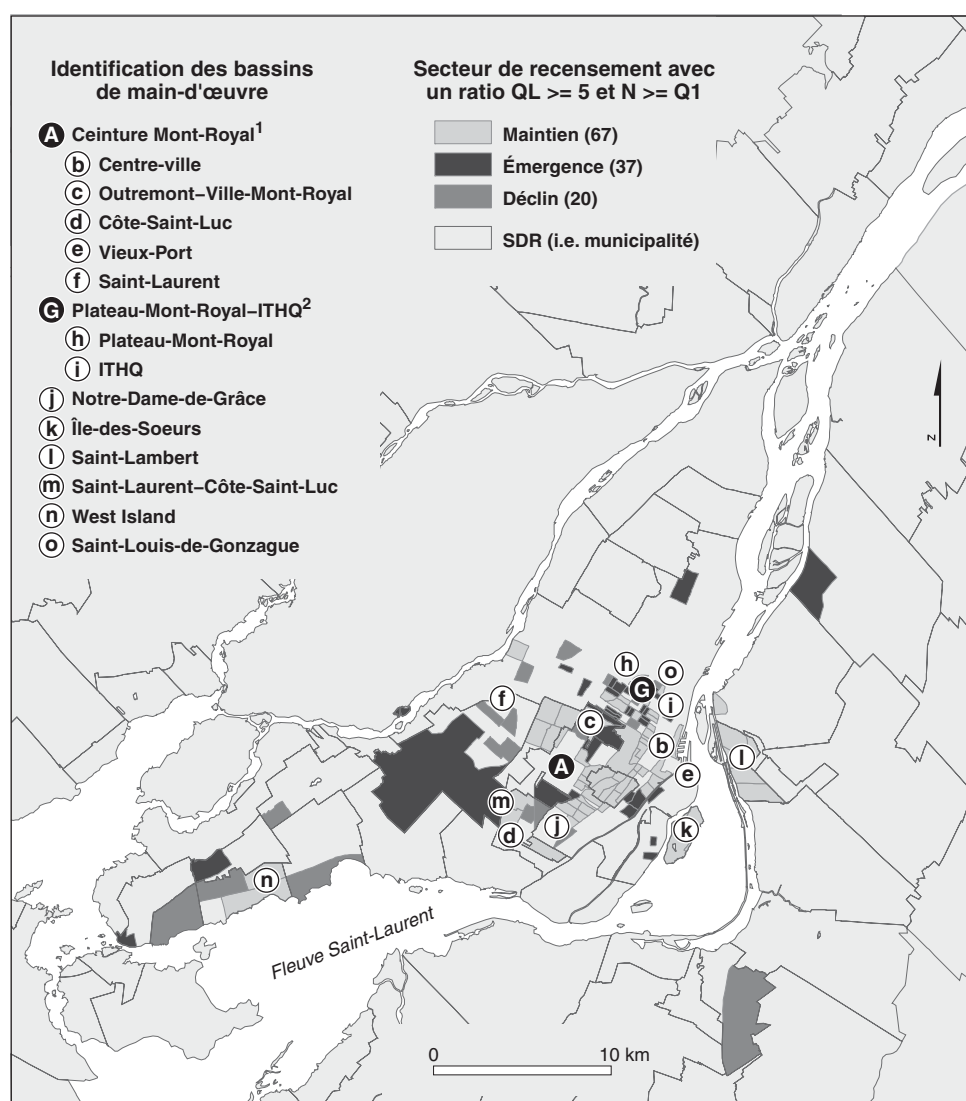 Identification des bassins
de main-d'œuvre
A Ceinture Mont-Royal1
b Centre-ville
c Outremont–Ville-Mont-Royal
d Côte-Saint-Luc
e Vieux-Port
f Saint-Laurent
G Plateau-Mont-Royal–ITHQ2
h Plateau-Mont-Royal
i ITHQ
j Notre-Dame-de-Grâce
k Île-des-Soeurs
l Saint-Lambert
m Saint-Laurent–Côte-Saint-Luc
n West Island
o Saint-Louis-de-Gonzague
Secteur de recensement avec
un ratio QL >= 5 et N >= Q1
Maintien (67)
Émergence (37)
Déclin (20)
SDR (i.e. municipalité)
N
h
o
G
i
f
c
b
A
e
l
m
d
j
k
n
Fleuve Saint-Laurent
0 10 km